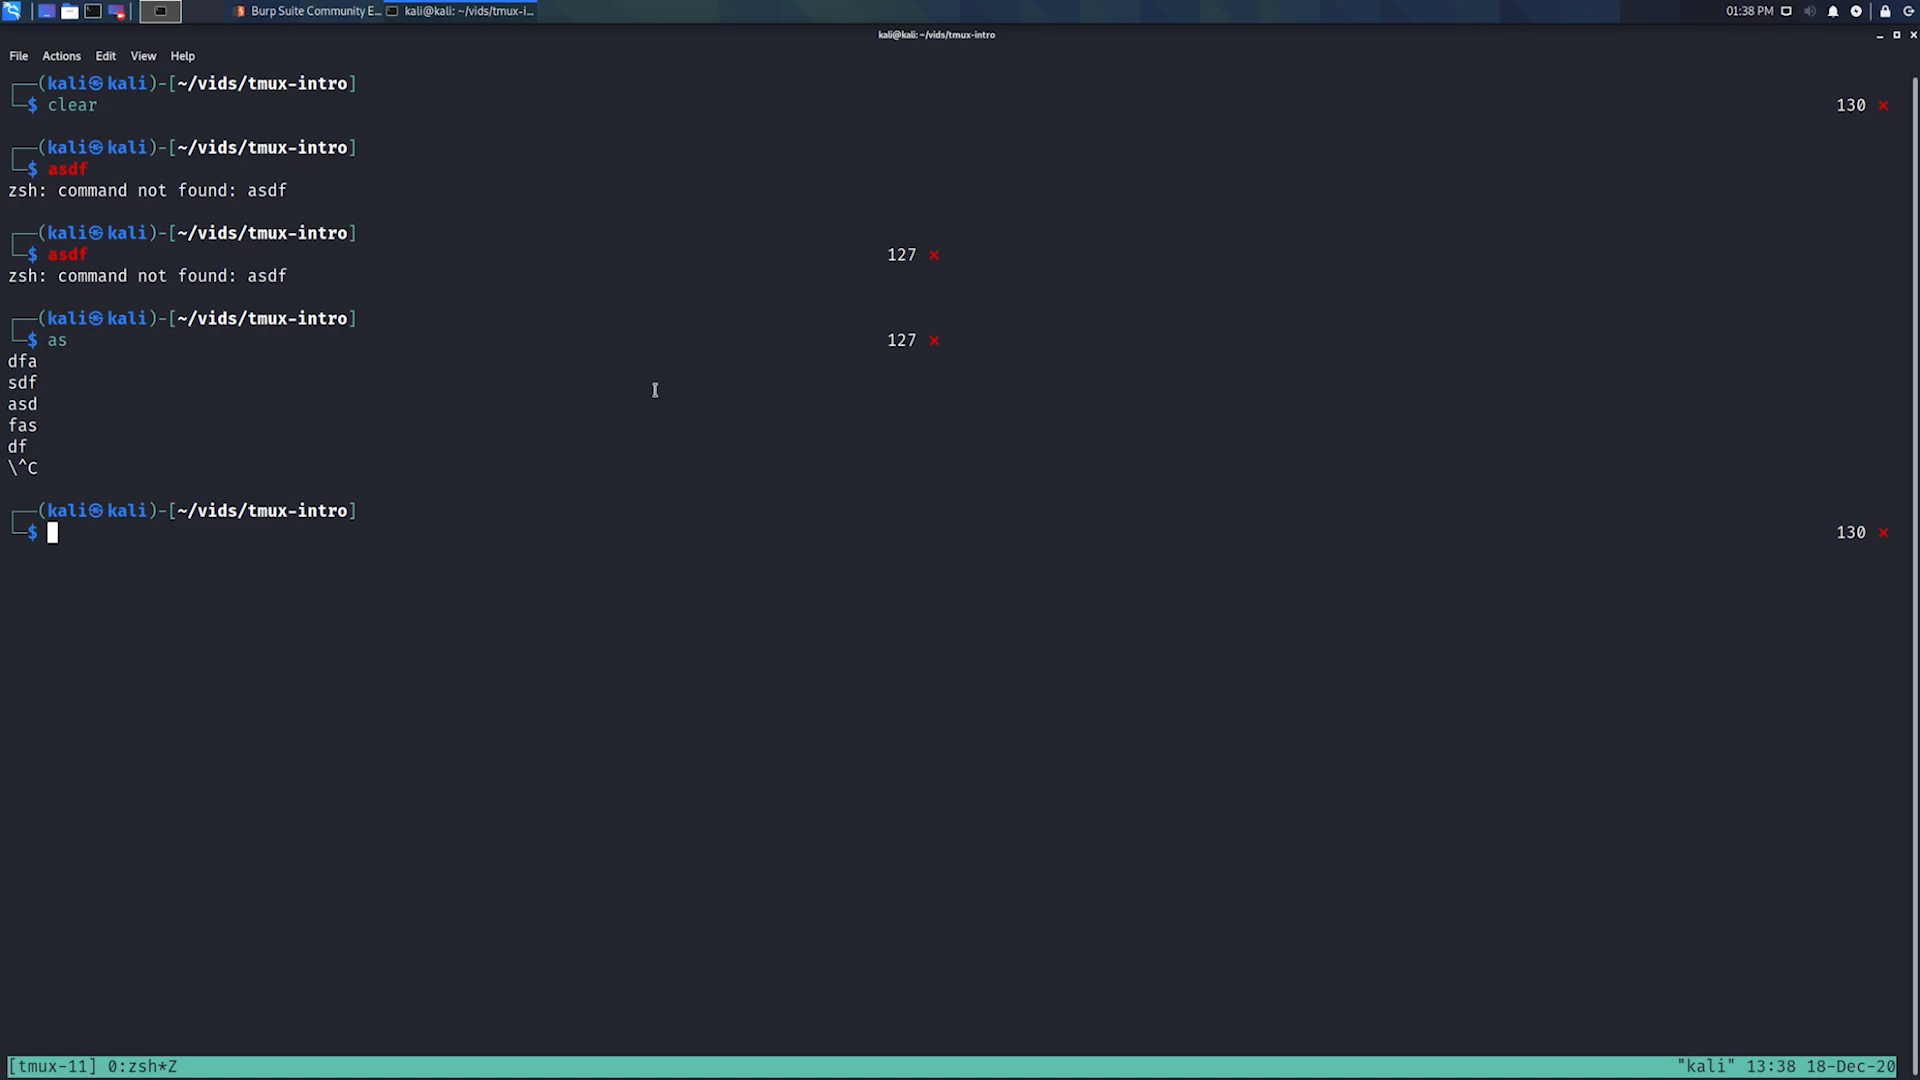 Burp Suite Community E...
kali@kali: ~/vids/tmux-i...
01:38 PM
kali@kali: ~/vids/tmux-intro
File Actions Edit View Help
┌──(kali㉿kali)-[~/vids/tmux-intro]
└─$ clear 130 ⨯
┌──(kali㉿kali)-[~/vids/tmux-intro]
└─$ asdf
zsh: command not found: asdf
┌──(kali㉿kali)-[~/vids/tmux-intro]
└─$ asdf 127 ⨯
zsh: command not found: asdf
┌──(kali㉿kali)-[~/vids/tmux-intro]
└─$ as 127 ⨯
dfa
sdf
asd
fas
df
\^C
┌──(kali㉿kali)-[~/vids/tmux-intro]
└─$ 130 ⨯
[tmux-11] 0:zsh*Z "kali" 13:38 18-Dec-20